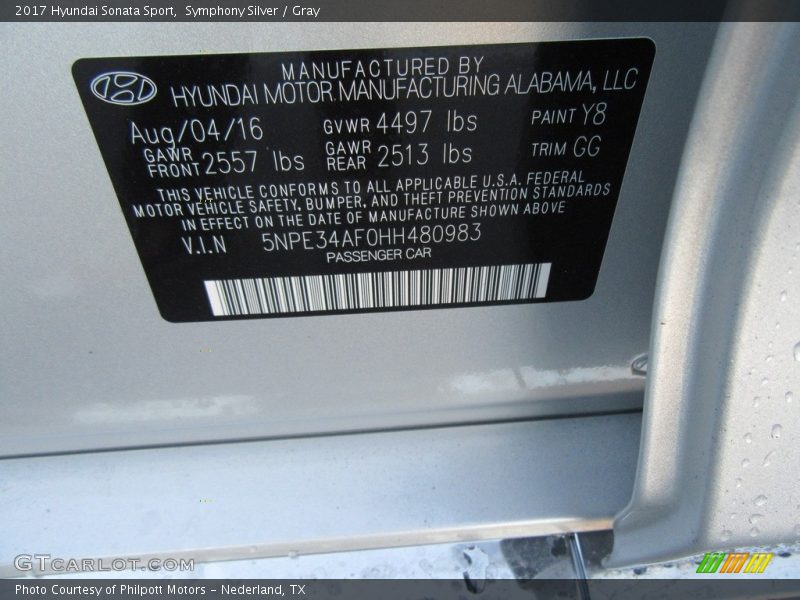 2017 Hyundai Sonata Sport, Symphony Silver / Gray
MANUFACTURED BY
HYUNDAI MOTOR MANUFACTURING ALABAMA, LLC
Aug/04/16 GVWR 4497 lbs PAINT Y8
GAWR FRONT 2557 lbs GAWR REAR 2513 lbs TRIM GG
THIS VEHICLE CONFORMS TO ALL APPLICABLE U.S.A. FEDERAL
MOTOR VEHICLE SAFETY, BUMPER, AND THEFT PREVENTION STANDARDS
IN EFFECT ON THE DATE OF MANUFACTURE SHOWN ABOVE
V.I.N 5NPE34AF0HH480983
PASSENGER CAR
GTCARLOT.COM
Photo Courtesy of Philpott Motors - Nederland, TX